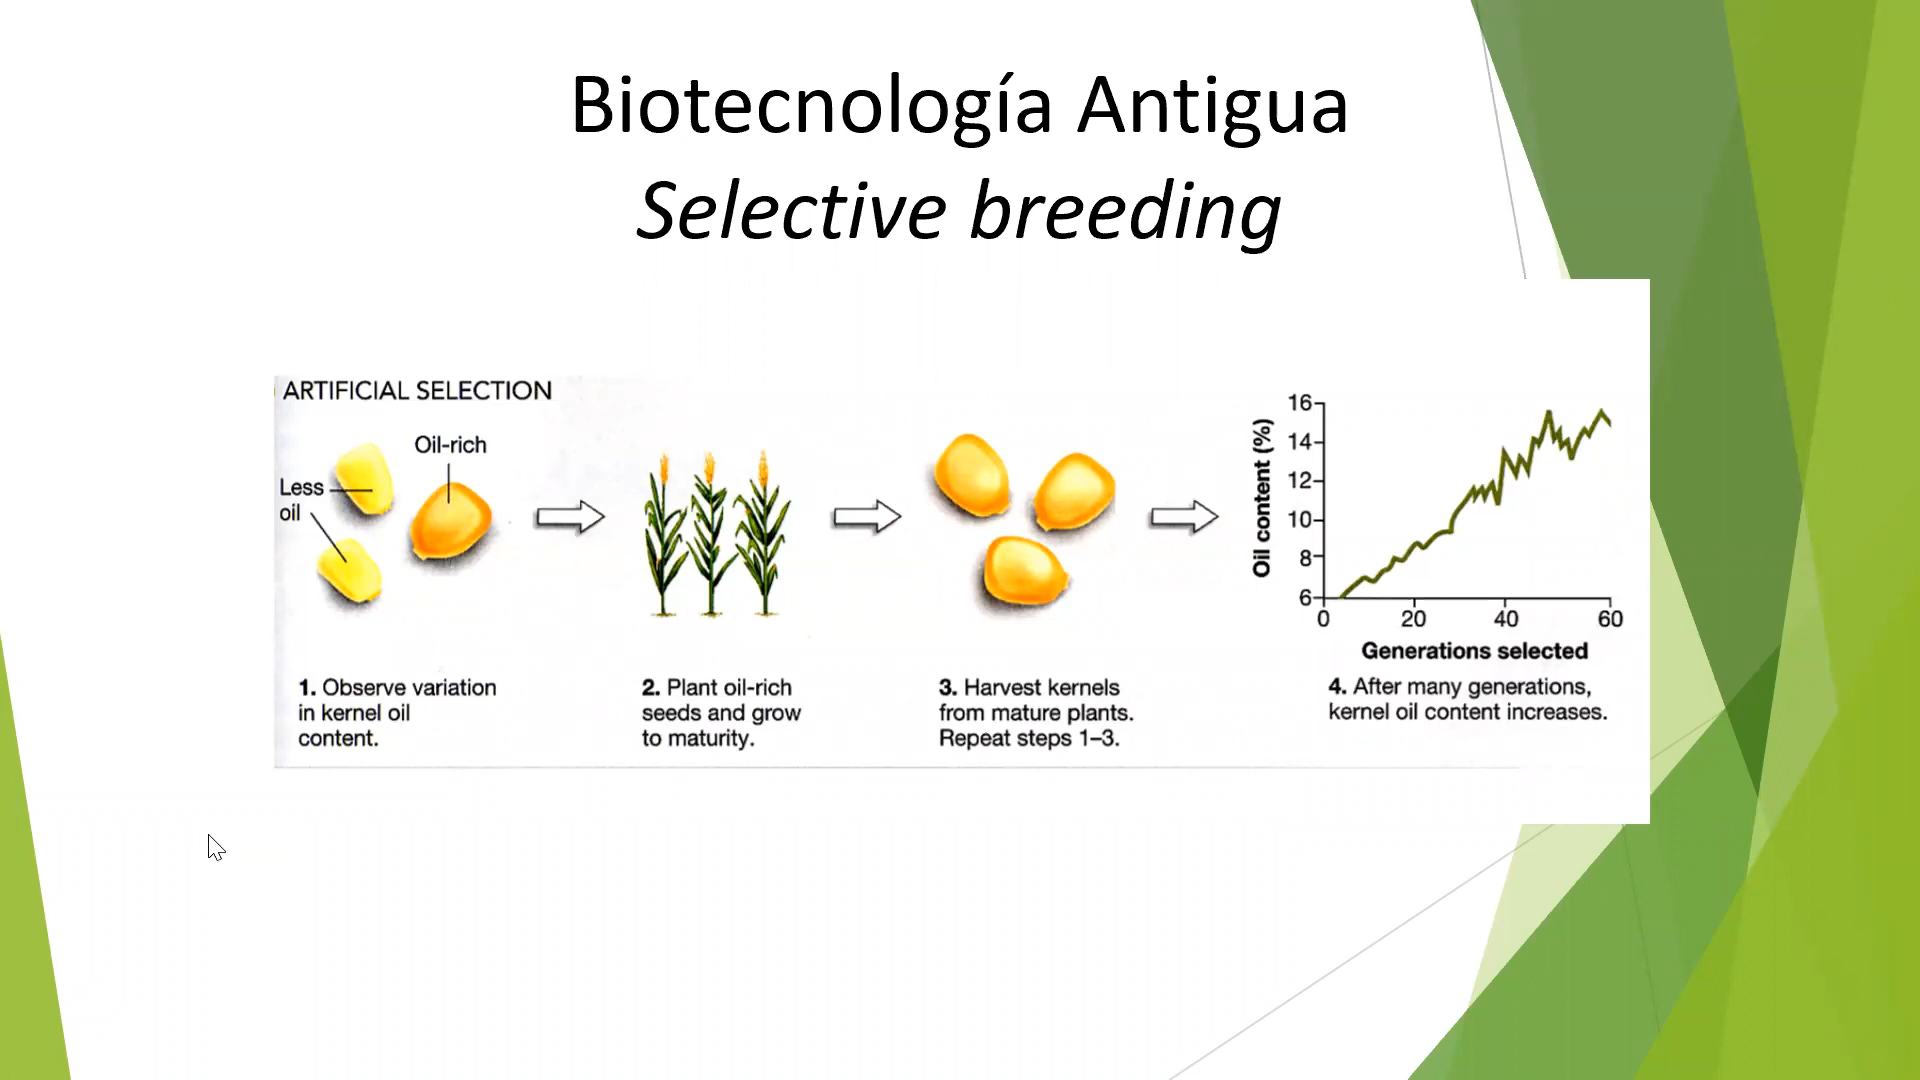 Biotecnología Antigua
Selective breeding
ARTIFICIAL SELECTION
Oil-rich
Less
oil
1. Observe variation
in kernel oil
content.
2. Plant oil-rich
seeds and grow
to maturity.
3. Harvest kernels
from mature plants.
Repeat steps 1–3.
Oil content (%)
16
14
12
10
8
6
0 20 40 60
Generations selected
4. After many generations,
kernel oil content increases.